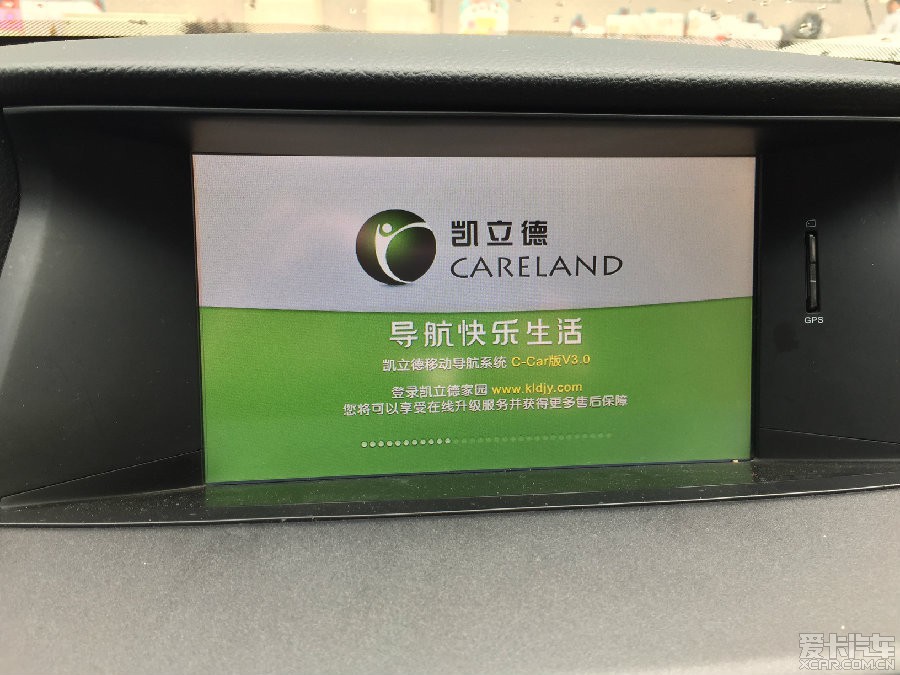 凯立德
CARELAND
导航快乐生活
凯立德移动导航系统 C-Car版V3.0
登录凯立德家园 www.kldjy.com
您将可以享受在线升级服务并获得更多售后保障
GPS
爱卡汽车
XCAR.COM.CN